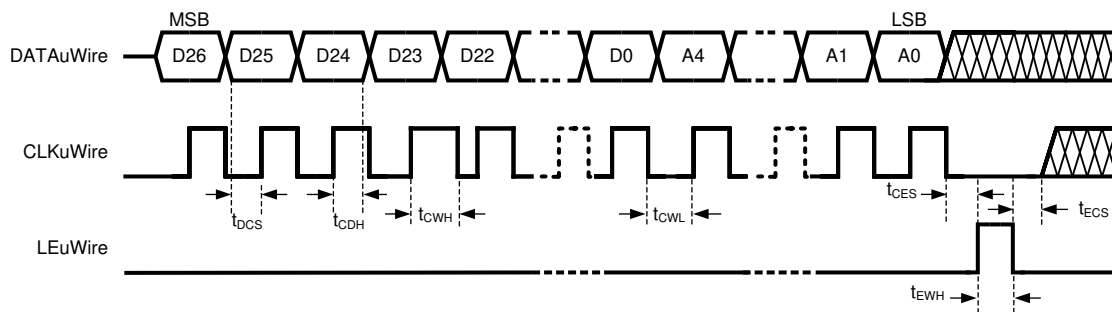 MSB LSB
DATAuWire D26 D25 D24 D23 D22 D0 A4 A1 A0
CLKuWire
tDCS tCDH tCWH tCWL tCES tECS
LEuWire
tEWH